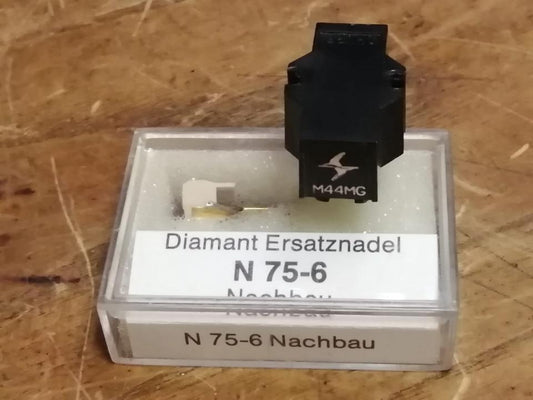 M44MG
Diamant Ersatznadel
N 75-6
Nachbau
N 75-6 Nachbau